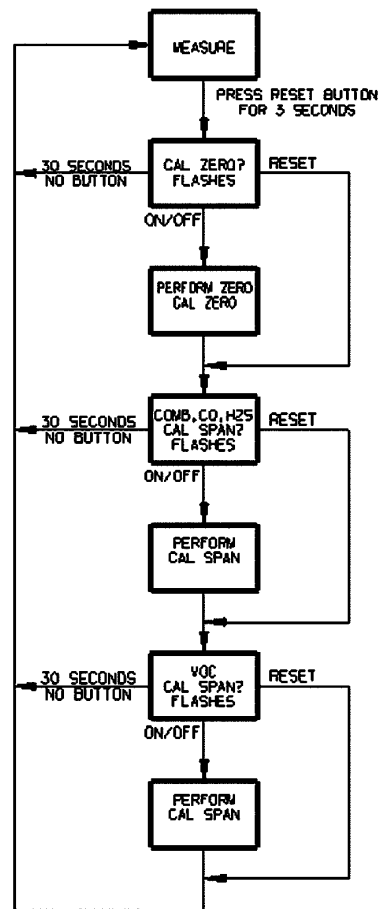 MEASURE
PRESS RESET BUTTON
FOR 3 SECONDS
CAL ZERO?
FLASHES
30 SECONDS
NO BUTTON
RESET
ON/OFF
PERFORM ZERO
CAL ZERO
COMB,CO,H2S
CAL SPAN?
FLASHES
30 SECONDS
NO BUTTON
RESET
ON/OFF
PERFORM
CAL SPAN
VOC
CAL SPAN?
FLASHES
30 SECONDS
NO BUTTON
RESET
ON/OFF
PERFORM
CAL SPAN